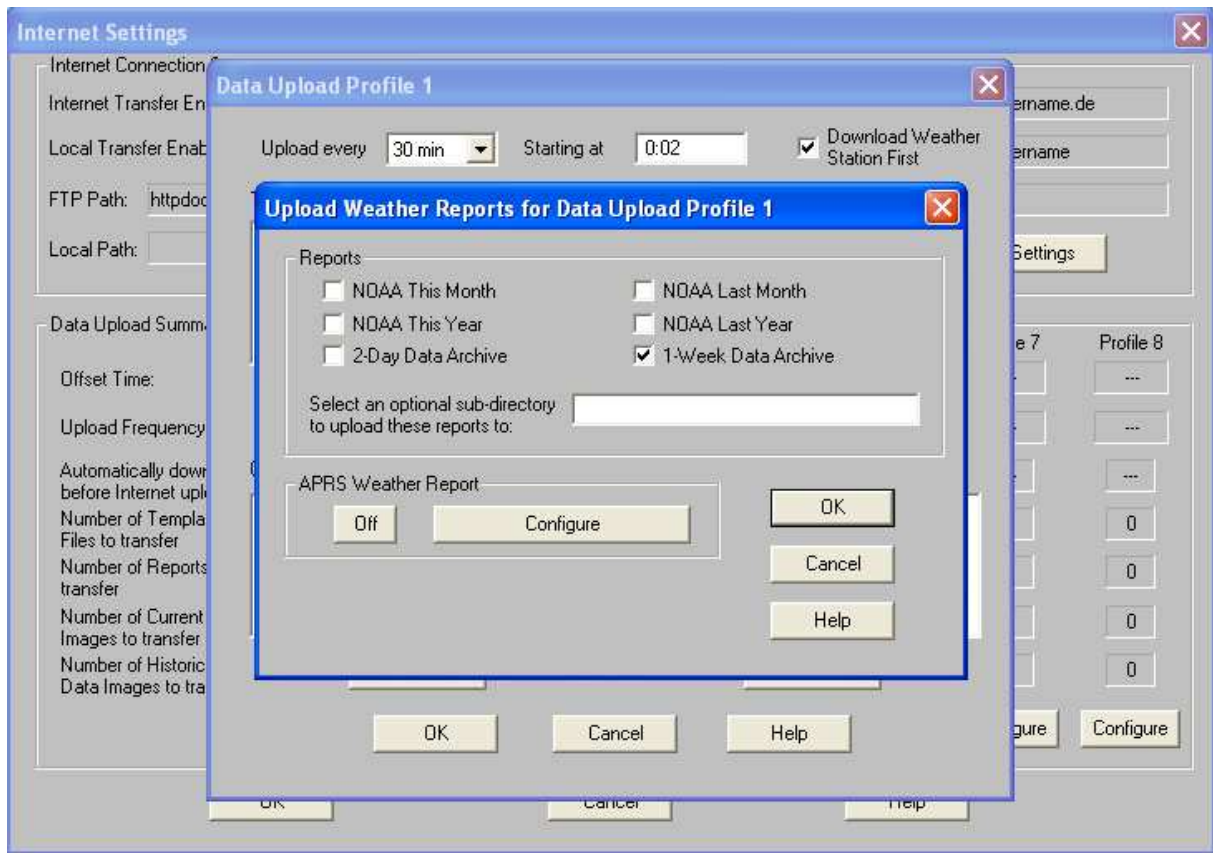 Internet Settings
Internet Connection
Data Upload Profile 1
Internet Transfer En
ername.de
Local Transfer Enab
Upload every 30 min Starting at 0:02 Download Weather
Station First
ername
FTP Path: httpdoc
Upload Weather Reports for Data Upload Profile 1
Local Path:
Settings
Reports
NOAA This Month NOAA Last Month
NOAA This Year NOAA Last Year
2-Day Data Archive 1-Week Data Archive
Select an optional sub-directory
to upload these reports to:
APRS Weather Report
Off Configure
OK
Cancel
Help
Data Upload Summ
e 7 Profile 8
Offset Time: ---
Upload Frequency ---
Automatically down
before Internet uplo ---
Number of Templa
Files to transfer 0
Number of Reports
transfer 0
Number of Current
Images to transfer 0
Number of Historic
Data Images to tra 0
gure Configure
OK Cancel Help
OK Cancel Help